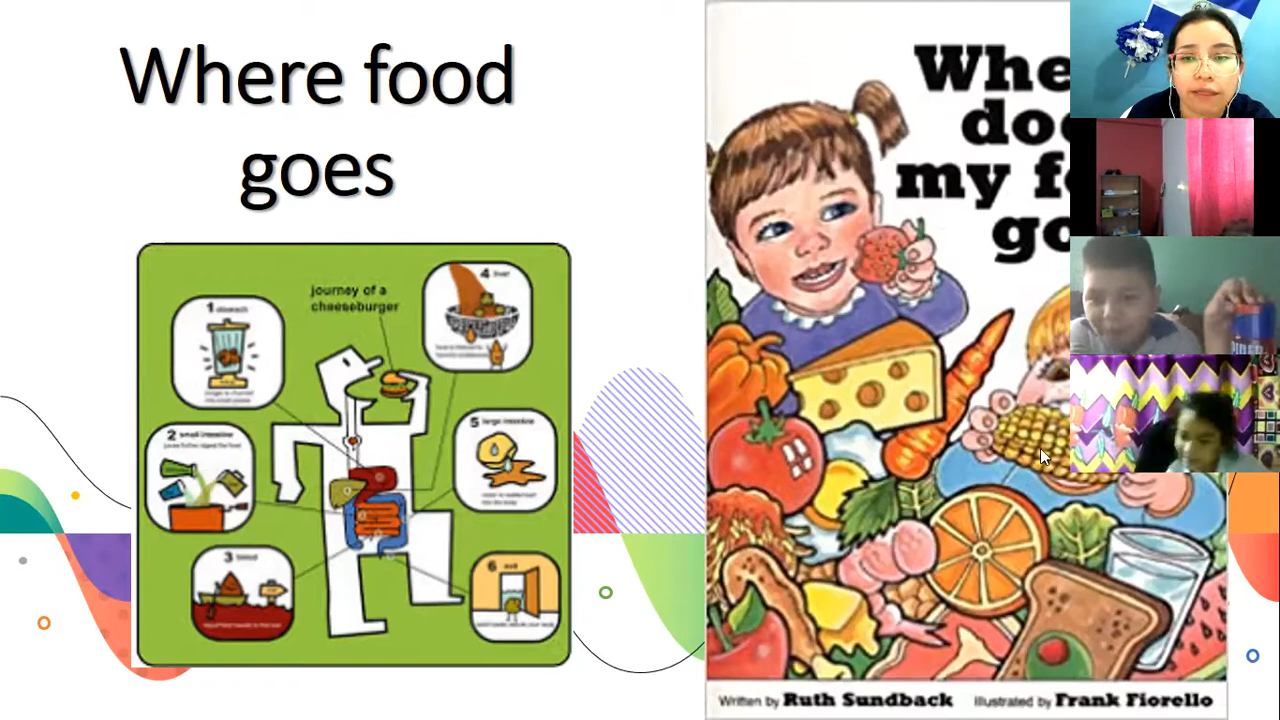 Where food
goes
journey of a
cheeseburger
1 stomach
2 small intestine
3 blood
4 liver
5 large intestine
6 exit
Whe
doe
my fo
go
Written by Ruth Sundback
Illustrated by Frank Fiorello